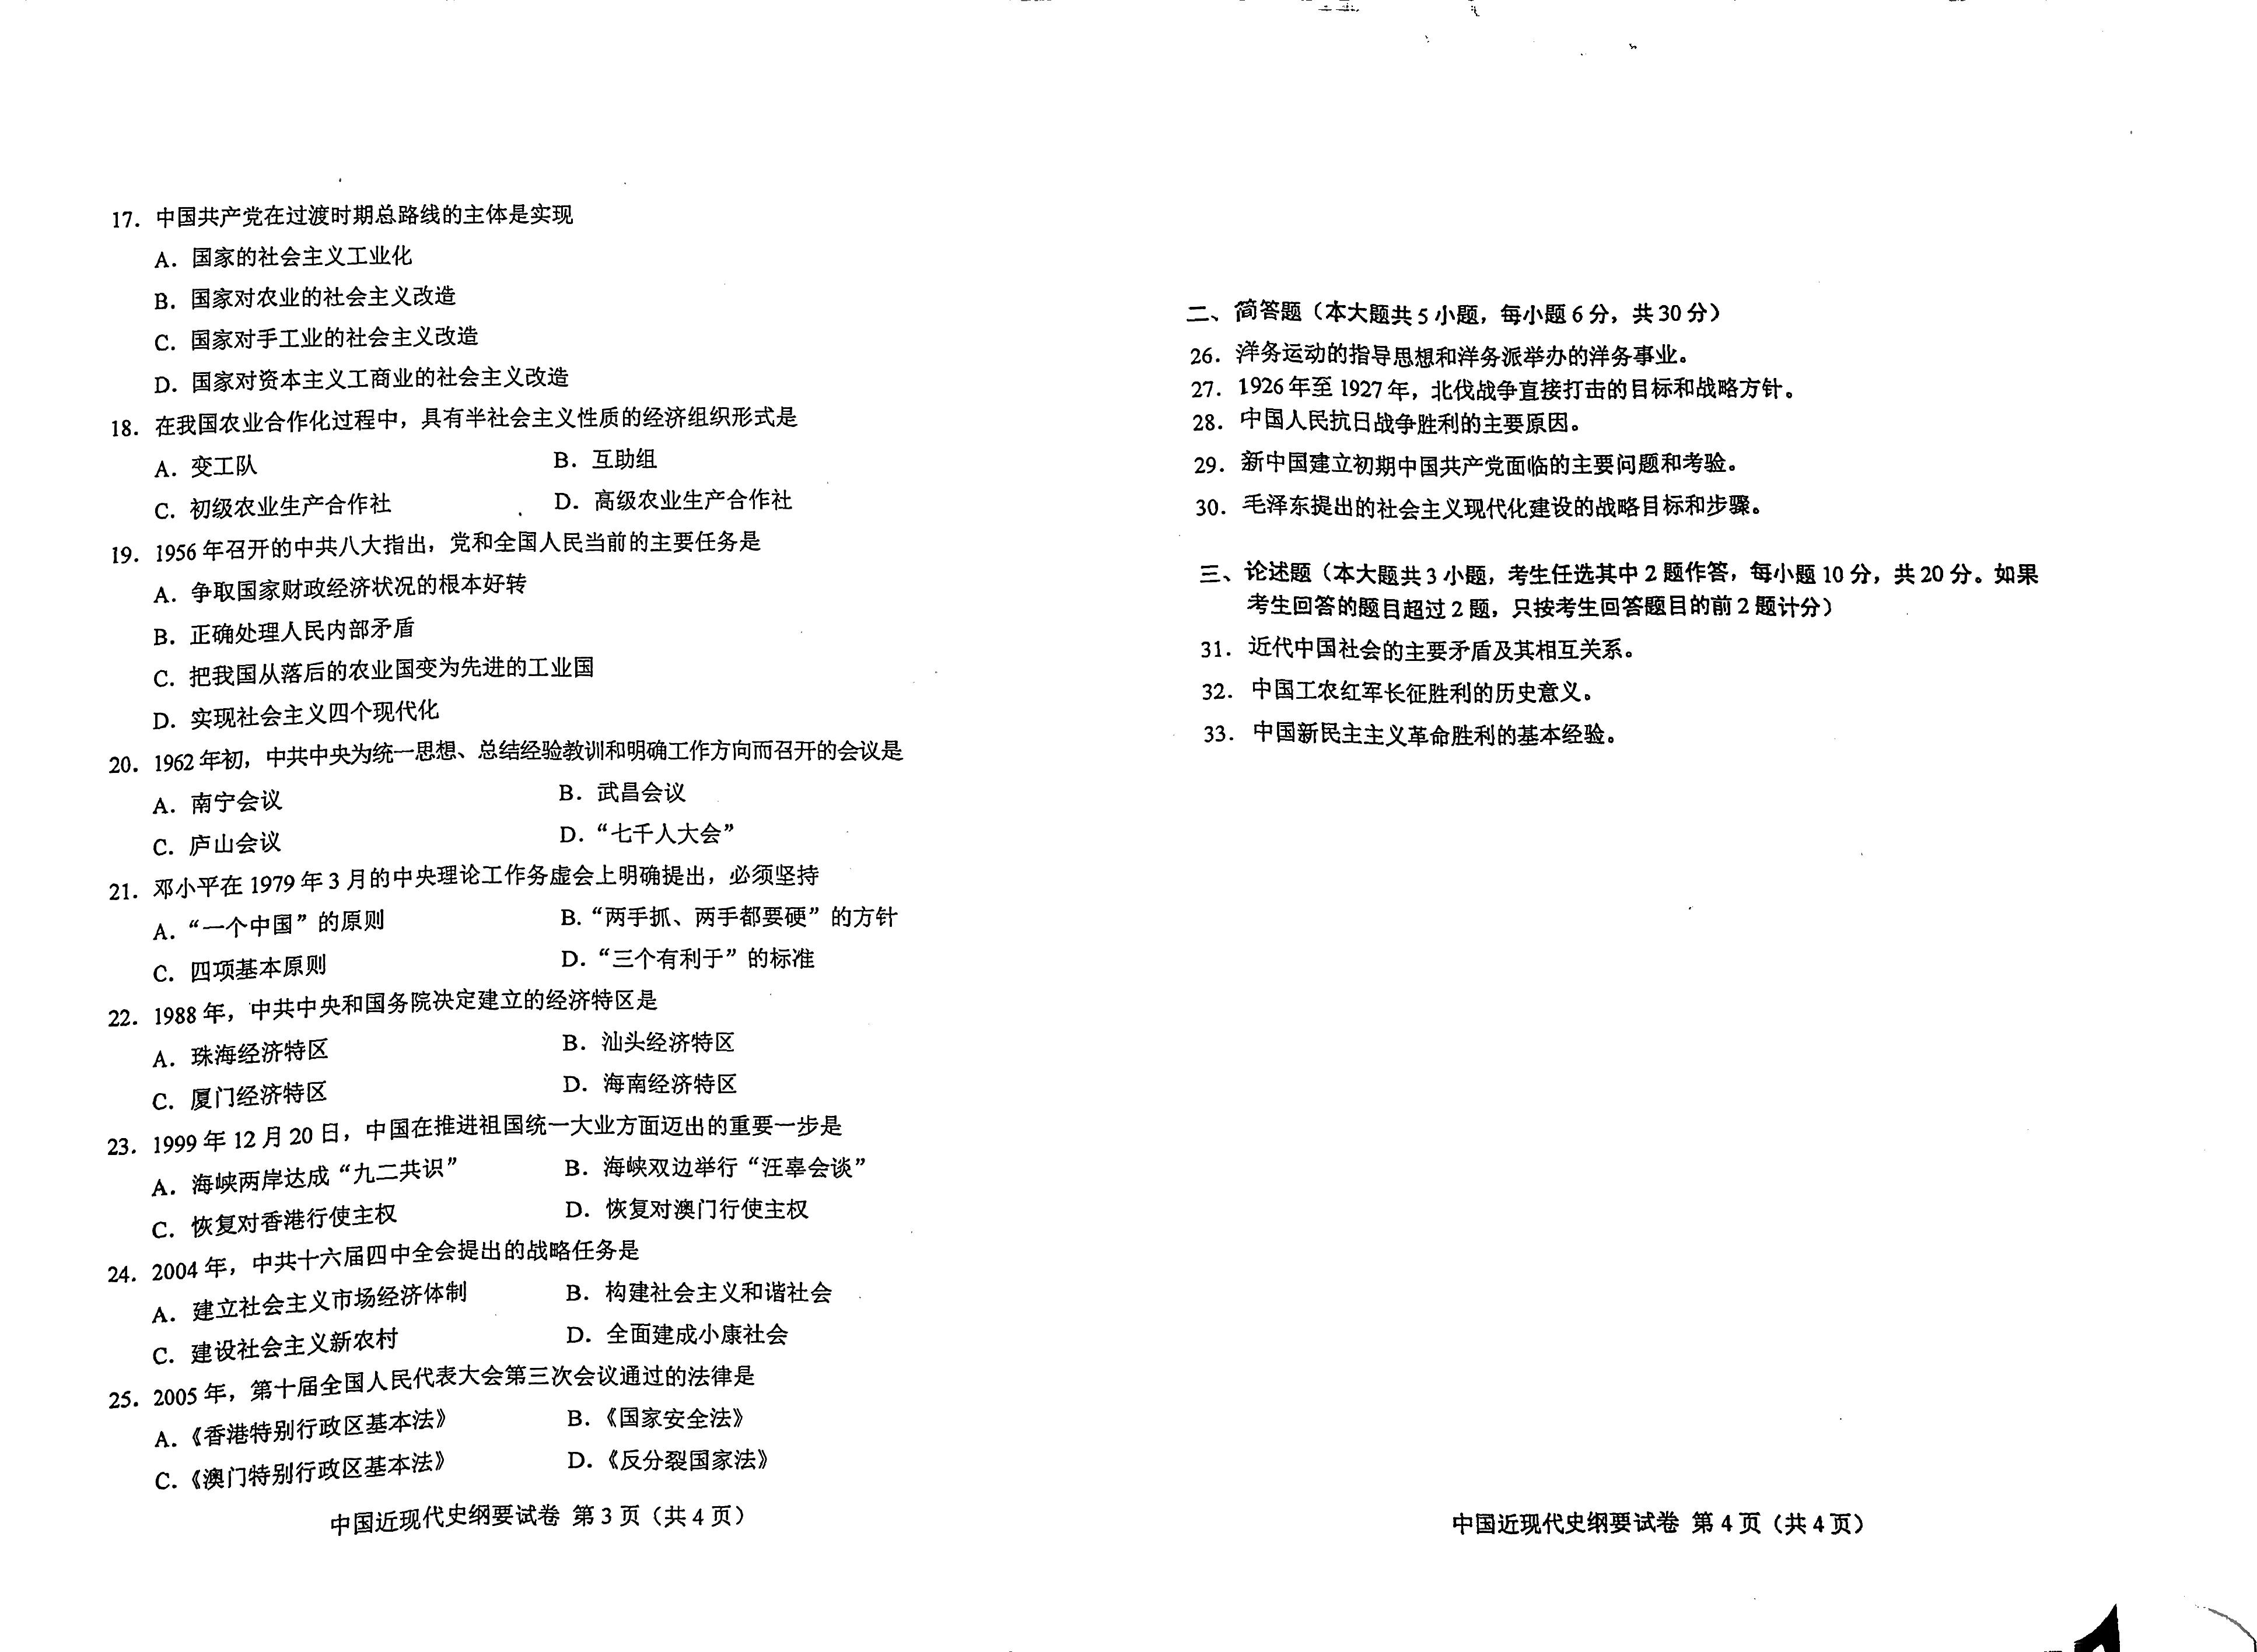 17. 中国共产党在过渡时期总路线的主体是实现
A. 国家的社会主义工业化
B. 国家对农业的社会主义改造
C. 国家对手工业的社会主义改造
D. 国家对资本主义工商业的社会主义改造
18. 在我国农业合作化过程中，具有半社会主义性质的经济组织形式是
A. 变工队 B. 互助组
C. 初级农业生产合作社 D. 高级农业生产合作社
19. 1956年召开的中共八大指出，党和全国人民当前的主要任务是
A. 争取国家财政经济状况的根本好转
B. 正确处理人民内部矛盾
C. 把我国从落后的农业国变为先进的工业国
D. 实现社会主义四个现代化
20. 1962年初，中共中央为统一思想、总结经验教训和明确工作方向而召开的会议是
A. 南宁会议 B. 武昌会议
C. 庐山会议 D. “七千人大会”
21. 邓小平在1979年3月的中央理论工作务虚会上明确提出，必须坚持
A. “一个中国”的原则 B. “两手抓、两手都要硬”的方针
C. 四项基本原则 D. “三个有利于”的标准
22. 1988年，中共中央和国务院决定建立的经济特区是
A. 珠海经济特区 B. 汕头经济特区
C. 厦门经济特区 D. 海南经济特区
23. 1999年12月20日，中国在推进祖国统一大业方面迈出的重要一步是
A. 海峡两岸达成“九二共识” B. 海峡双边举行“汪辜会谈”
C. 恢复对香港行使主权 D. 恢复对澳门行使主权
24. 2004年，中共十六届四中全会提出的战略任务是
A. 建立社会主义市场经济体制 B. 构建社会主义和谐社会
C. 建设社会主义新农村 D. 全面建成小康社会
25. 2005年，第十届全国人民代表大会第三次会议通过的法律是
A.《香港特别行政区基本法》 B.《国家安全法》
C.《澳门特别行政区基本法》 D.《反分裂国家法》
中国近现代史纲要试卷 第3页（共4页）
二、简答题（本大题共5小题，每小题6分，共30分）
26. 洋务运动的指导思想和洋务派举办的洋务事业。
27. 1926年至1927年，北伐战争直接打击的目标和战略方针。
28. 中国人民抗日战争胜利的主要原因。
29. 新中国建立初期中国共产党面临的主要问题和考验。
30. 毛泽东提出的社会主义现代化建设的战略目标和步骤。
三、论述题（本大题共3小题，考生任选其中2题作答，每小题10分，共20分。如果
考生回答的题目超过2题，只按考生回答题目的前2题计分）
31. 近代中国社会的主要矛盾及其相互关系。
32. 中国工农红军长征胜利的历史意义。
33. 中国新民主主义革命胜利的基本经验。
中国近现代史纲要试卷 第4页（共4页）